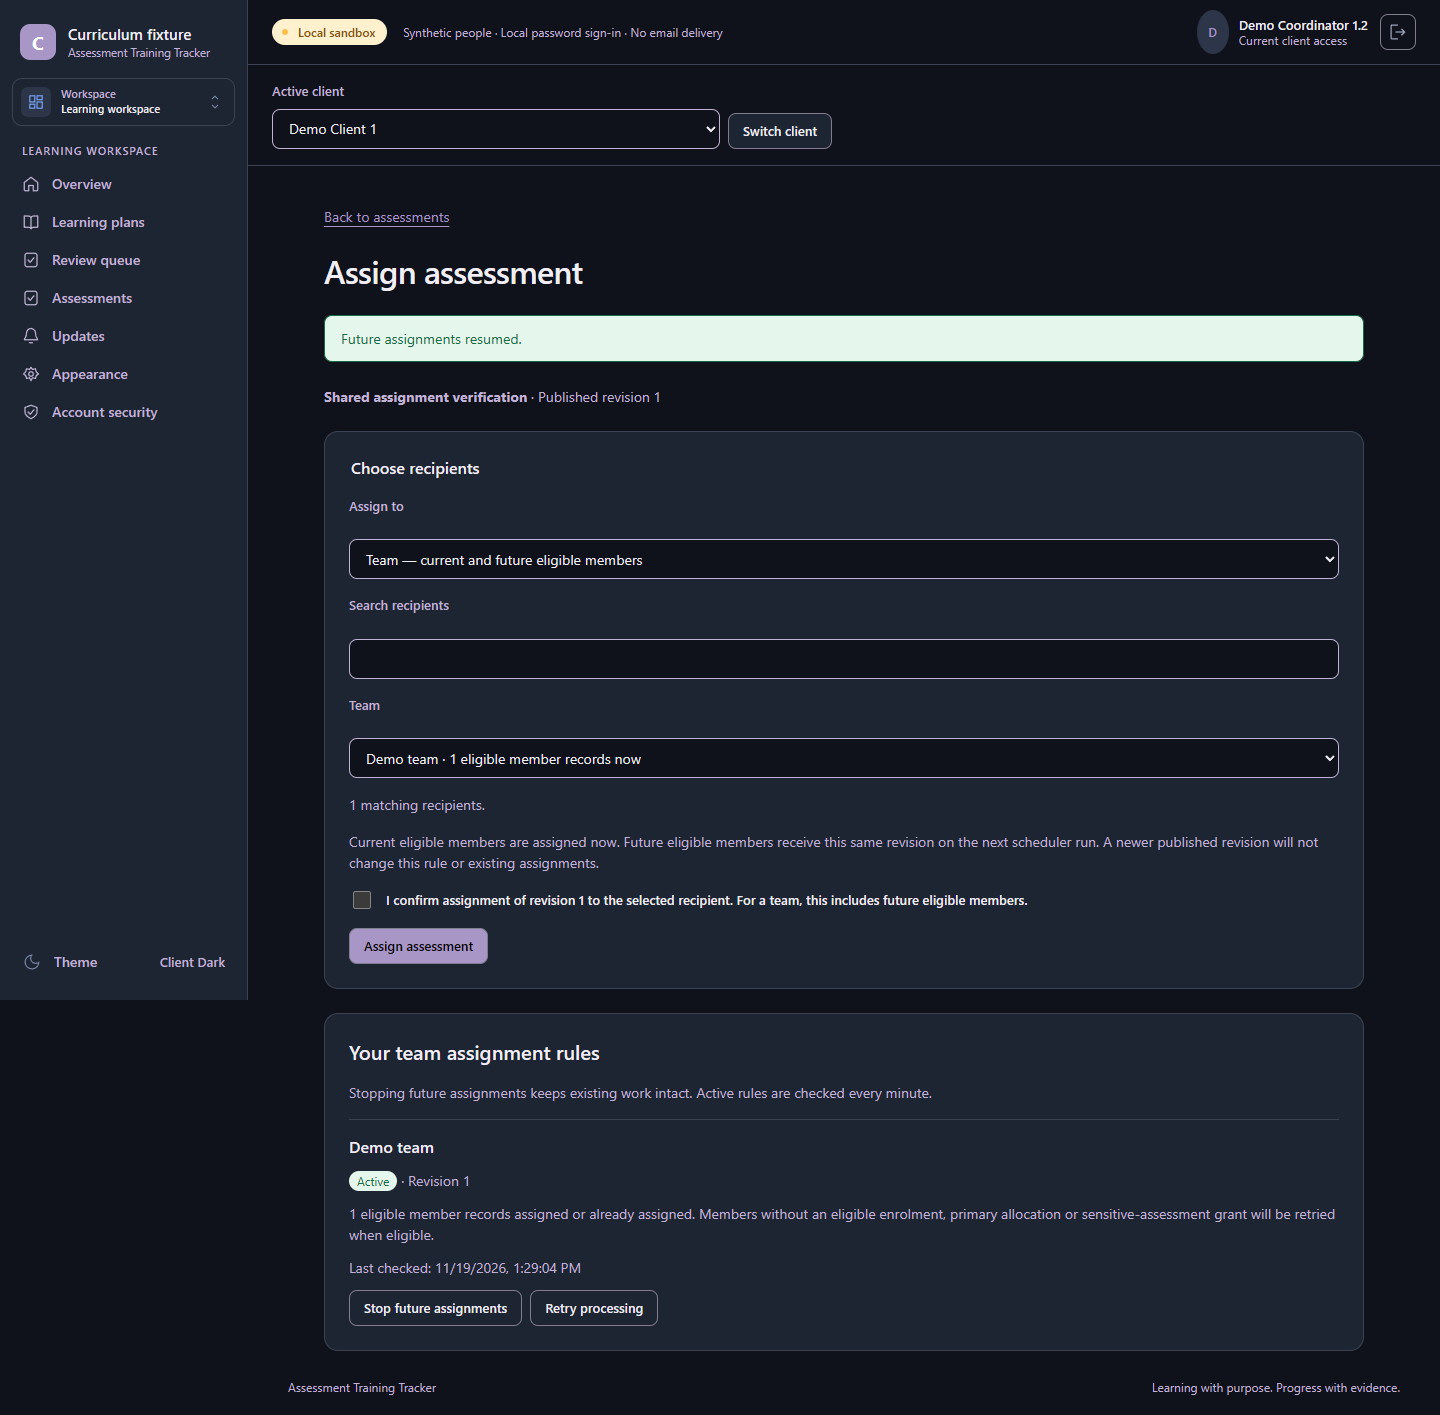 C
Curriculum fixture
Assessment Training Tracker
Workspace
Learning workspace
LEARNING WORKSPACE
Overview
Learning plans
Review queue
Assessments
Updates
Appearance
Account security
Theme
Client Dark
Local sandbox
Synthetic people · Local password sign-in · No email delivery
D
Demo Coordinator 1.2
Current client access
Active client
Demo Client 1
Switch client
Back to assessments
Assign assessment
Future assignments resumed.
Shared assignment verification · Published revision 1
Choose recipients
Assign to
Team — current and future eligible members
Search recipients
Team
Demo team · 1 eligible member records now
1 matching recipients.
Current eligible members are assigned now. Future eligible members receive this same revision on the next scheduler run. A newer published revision will not
change this rule or existing assignments.
I confirm assignment of revision 1 to the selected recipient. For a team, this includes future eligible members.
Assign assessment
Your team assignment rules
Stopping future assignments keeps existing work intact. Active rules are checked every minute.
Demo team
Active · Revision 1
1 eligible member records assigned or already assigned. Members without an eligible enrolment, primary allocation or sensitive-assessment grant will be retried
when eligible.
Last checked: 11/19/2026, 1:29:04 PM
Stop future assignments
Retry processing
Assessment Training Tracker
Learning with purpose. Progress with evidence.